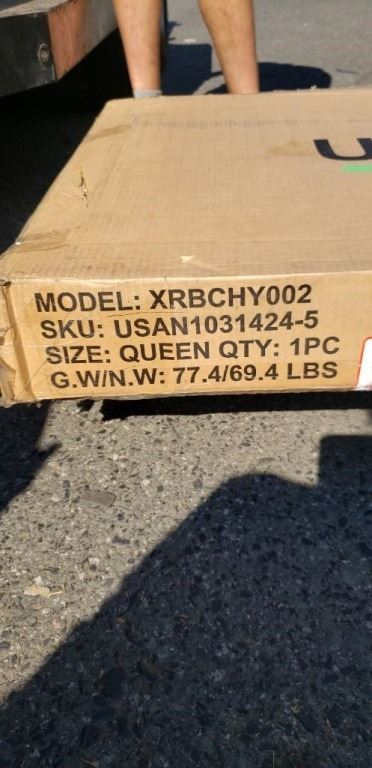 U
MODEL: XRBCHY002
SKU: USAN1031424-5
SIZE: QUEEN QTY: 1PC
G.W/N.W: 77.4/69.4 LBS